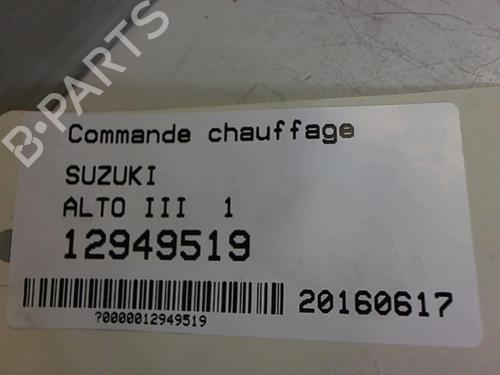 B-PARTS
Commande chauffage
SUZUKI
ALTO III 1
12949519
20160617
?0000012949519